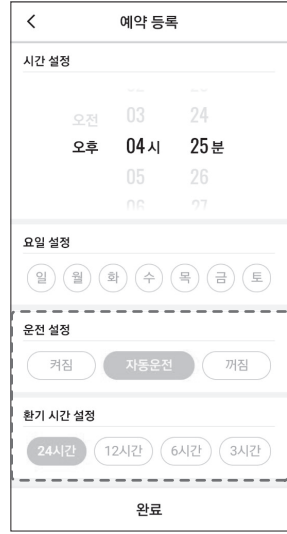 예약 등록
시간 설정
오전 03 24
오후 04 시 25 분
05 26
06 27
요일 설정
일 월 화 수 목 금 토
운전 설정
켜짐 자동운전 꺼짐
환기 시간 설정
24시간 12시간 6시간 3시간
완료